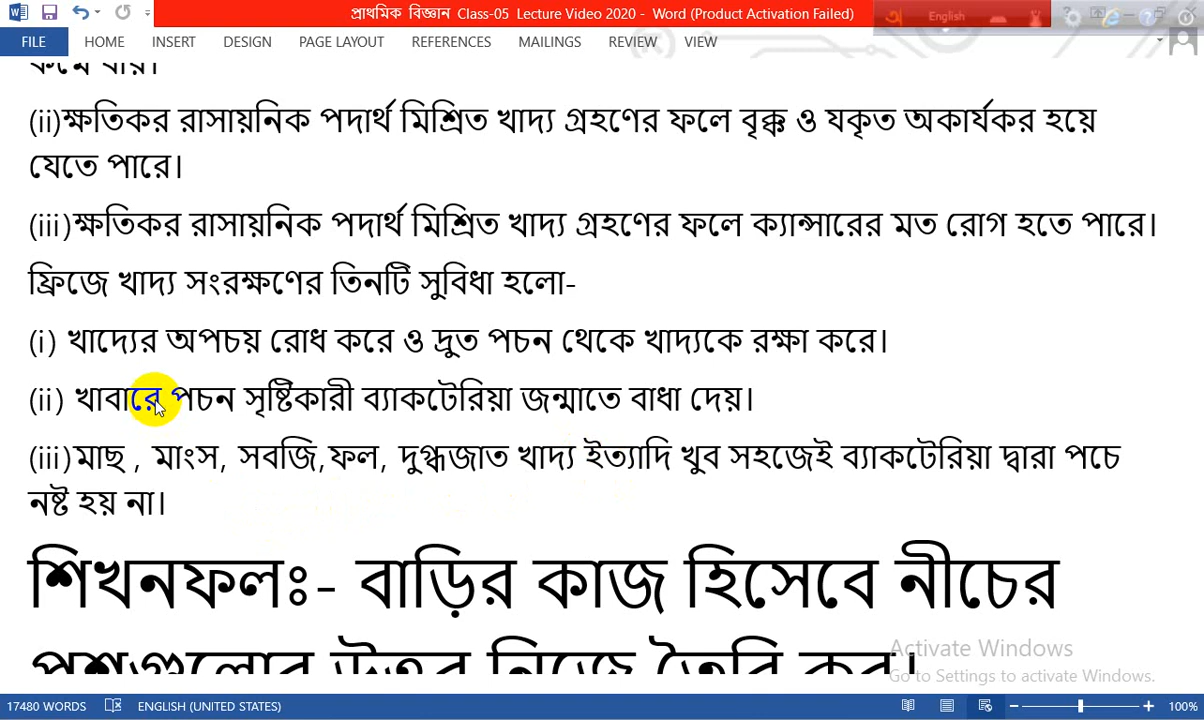 প্রাথমিক বিজ্ঞান Class-05 Lecture Video 2020 - Word (Product Activation Failed)
English
FILE HOME INSERT DESIGN PAGE LAYOUT REFERENCES MAILINGS REVIEW VIEW
(ii)ক্ষতিকর রাসায়নিক পদার্থ মিশ্রিত খাদ্য গ্রহণের ফলে বৃক্ক ও যকৃত অকার্যকর হয়ে
যেতে পারে।
(iii)ক্ষতিকর রাসায়নিক পদার্থ মিশ্রিত খাদ্য গ্রহণের ফলে ক্যান্সারের মত রোগ হতে পারে।
ফ্রিজে খাদ্য সংরক্ষণের তিনটি সুবিধা হলো-
(i) খাদ্যের অপচয় রোধ করে ও দ্রুত পচন থেকে খাদ্যকে রক্ষা করে।
(ii) খাবারে পচন সৃষ্টিকারী ব্যাকটেরিয়া জন্মাতে বাধা দেয়।
(iii)মাছ , মাংস, সবজি,ফল, দুগ্ধজাত খাদ্য ইত্যাদি খুব সহজেই ব্যাকটেরিয়া দ্বারা পচে
নষ্ট হয় না।
শিখনফলঃ- বাড়ির কাজ হিসেবে নীচের
Activate Windows
Go to Settings to activate Windows.
17480 WORDS ENGLISH (UNITED STATES) 100%